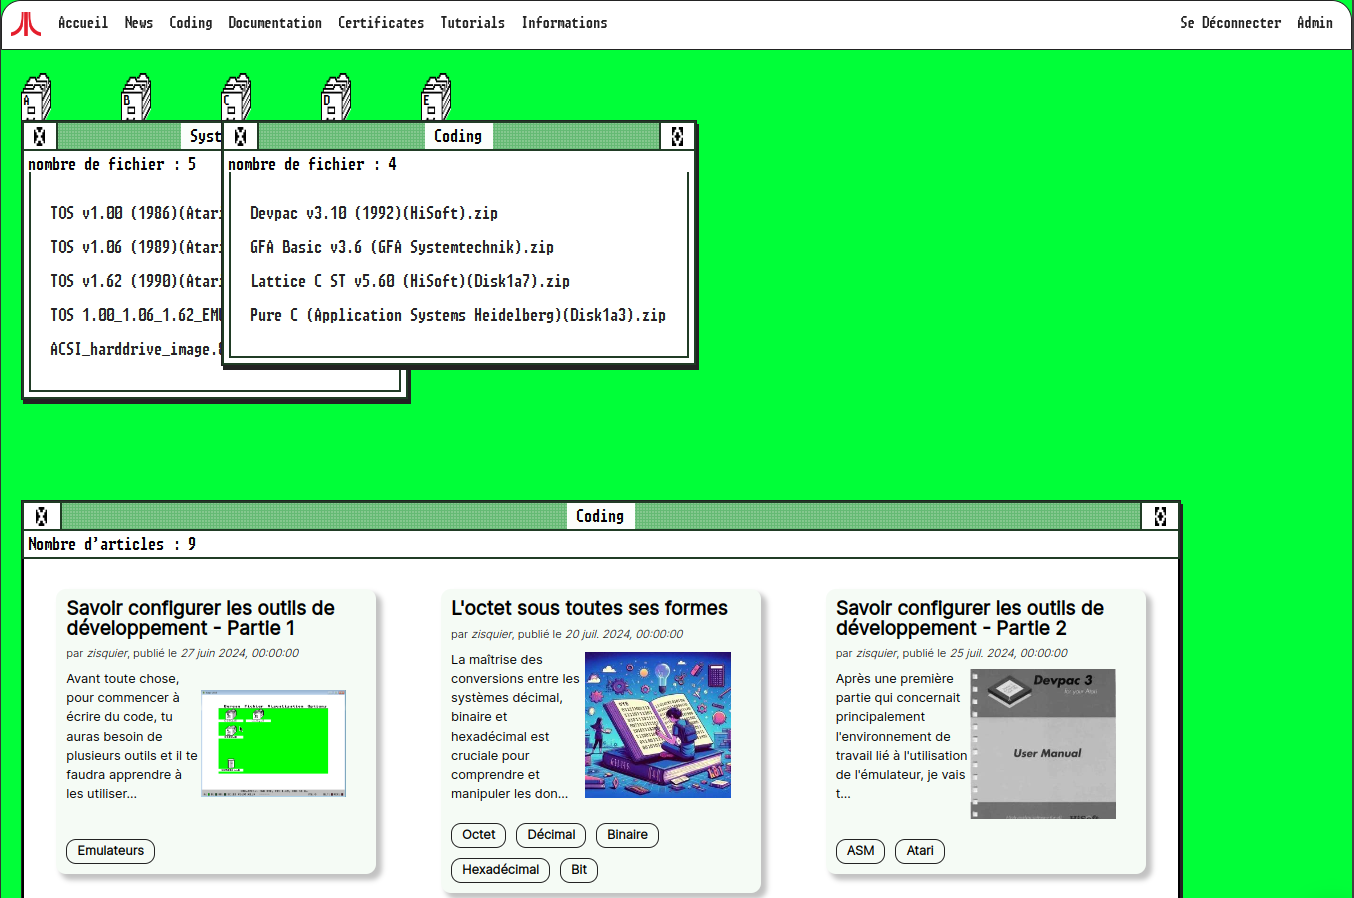 Accueil News Coding Documentation Certificates Tutorials Informations Se Déconnecter Admin
A B C D E
Syst
Coding
nombre de fichier : 5
nombre de fichier : 4
TOS v1.00 (1986)(Atari
TOS v1.06 (1989)(Atari
TOS v1.62 (1990)(Atari
TOS 1.00_1.06_1.62_EMU
ACSI_harddrive_image.
Devpac v3.10 (1992)(HiSoft).zip
GFA Basic v3.6 (GFA Systemtechnik).zip
Lattice C ST v5.60 (HiSoft)(Disk1a7).zip
Pure C (Application Systems Heidelberg)(Disk1a3).zip
Coding
Nombre d'articles : 9
Savoir configurer les outils de
développement - Partie 1
par zisquier, publié le 27 juin 2024, 00:00:00
Avant toute chose,
pour commencer à
écrire du code, tu
auras besoin de
plusieurs outils et il te
faudra apprendre à
les utiliser...
Emulateurs
L'octet sous toutes ses formes
par zisquier, publié le 20 juil. 2024, 00:00:00
La maîtrise des
conversions entre les
systèmes décimal,
binaire et
hexadécimal est
cruciale pour
comprendre et
manipuler les don...
Octet Décimal Binaire
Hexadécimal Bit
Savoir configurer les outils de
développement - Partie 2
par zisquier, publié le 25 juil. 2024, 00:00:00
Après une première
partie qui concernait
principalement
l'environnement de
travail lié à l'utilisation
de l'émulateur, je vais
t...
Devpac 3
for your Atari
User Manual
HiSoft
ASM Atari